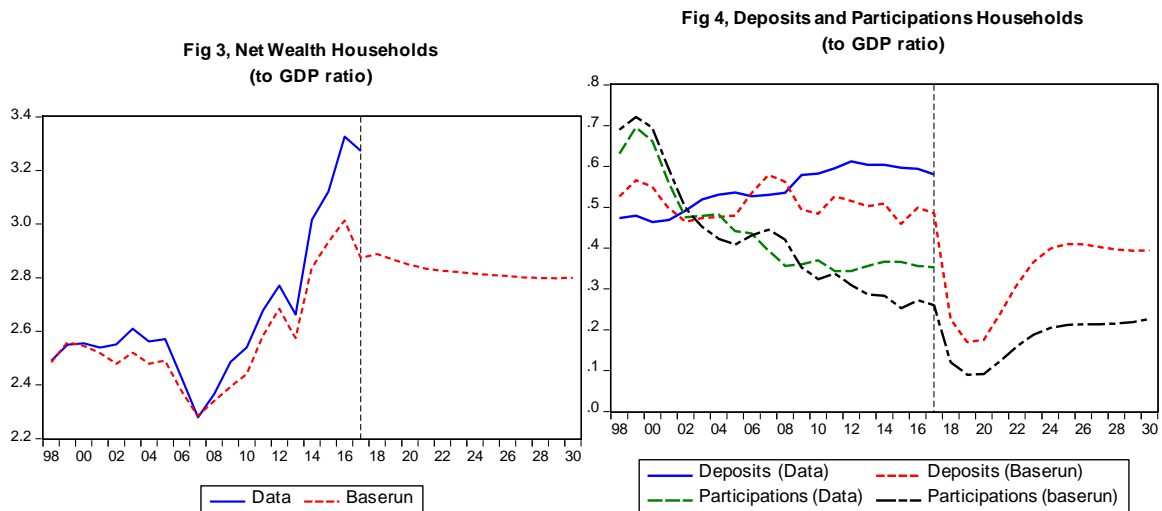 Fig 3, Net Wealth Households
(to GDP ratio)
3.4
3.2
3.0
2.8
2.6
2.4
2.2
98 00 02 04 06 08 10 12 14 16 18 20 22 24 26 28 30
Data Baserun
Fig 4, Deposits and Participations Households
(to GDP ratio)
.8
.7
.6
.5
.4
.3
.2
.1
.0
98 00 02 04 06 08 10 12 14 16 18 20 22 24 26 28 30
Deposits (Data) Deposits (Baserun)
Participations (Data) Participations (baserun)